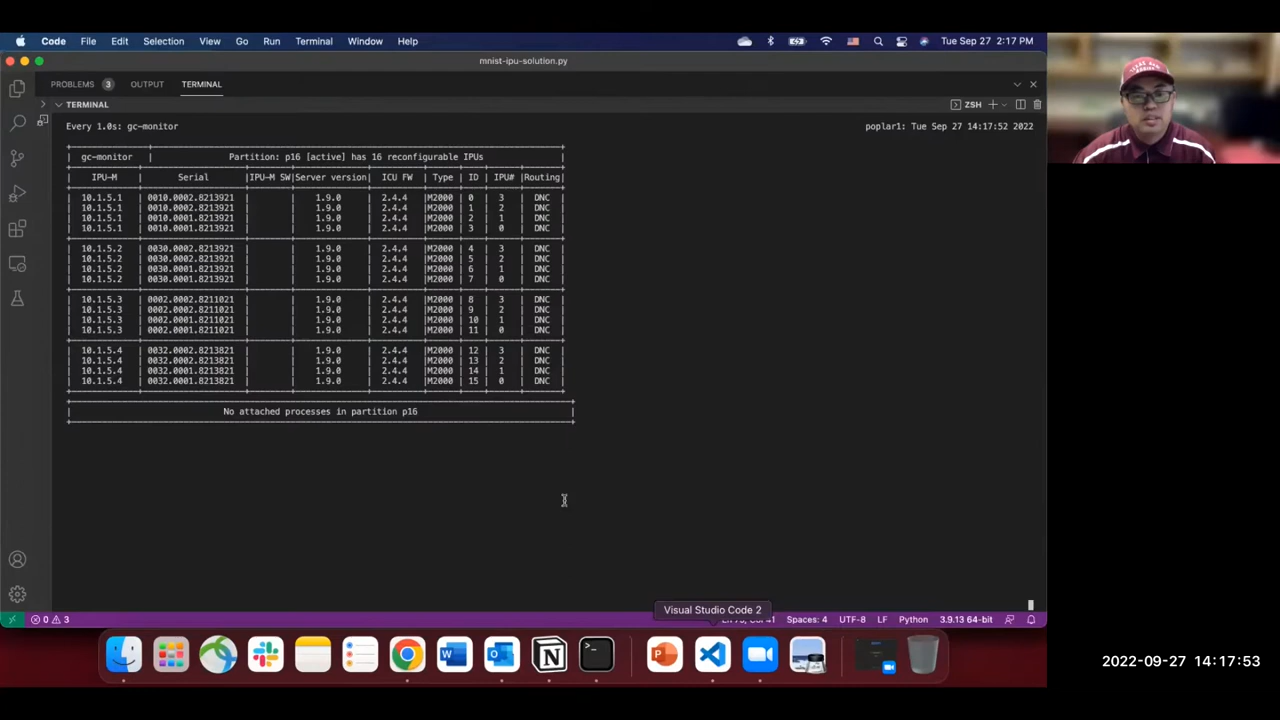 Code File Edit Selection View Go Run Terminal Window Help Tue Sep 27 2:17 PM
mnist-ipu-solution.py
PROBLEMS 3 OUTPUT TERMINAL
TERMINAL ZSH
Every 1.0s: gc-monitor poplar1: Tue Sep 27 14:17:52 2022
| gc-monitor | Partition: p16 [active] has 16 reconfigurable IPUs |
| IPU-M | Serial |IPU-M SW|Server version| ICU FW | Type | ID | IPU# |Routing|
| 10.1.5.1 | 0010.0002.8213921 | | 1.9.0 | 2.4.4 |M2000 | 0 | 3 | DNC |
| 10.1.5.1 | 0010.0002.8213921 | | 1.9.0 | 2.4.4 |M2000 | 1 | 2 | DNC |
| 10.1.5.1 | 0010.0001.8213921 | | 1.9.0 | 2.4.4 |M2000 | 2 | 1 | DNC |
| 10.1.5.1 | 0010.0001.8213921 | | 1.9.0 | 2.4.4 |M2000 | 3 | 0 | DNC |
| 10.1.5.2 | 0030.0002.8213921 | | 1.9.0 | 2.4.4 |M2000 | 4 | 3 | DNC |
| 10.1.5.2 | 0030.0002.8213921 | | 1.9.0 | 2.4.4 |M2000 | 5 | 2 | DNC |
| 10.1.5.2 | 0030.0001.8213921 | | 1.9.0 | 2.4.4 |M2000 | 6 | 1 | DNC |
| 10.1.5.2 | 0030.0001.8213921 | | 1.9.0 | 2.4.4 |M2000 | 7 | 0 | DNC |
| 10.1.5.3 | 0002.0002.8211021 | | 1.9.0 | 2.4.4 |M2000 | 8 | 3 | DNC |
| 10.1.5.3 | 0002.0002.8211021 | | 1.9.0 | 2.4.4 |M2000 | 9 | 2 | DNC |
| 10.1.5.3 | 0002.0001.8211021 | | 1.9.0 | 2.4.4 |M2000 | 10 | 1 | DNC |
| 10.1.5.3 | 0002.0001.8211021 | | 1.9.0 | 2.4.4 |M2000 | 11 | 0 | DNC |
| 10.1.5.4 | 0032.0002.8213821 | | 1.9.0 | 2.4.4 |M2000 | 12 | 3 | DNC |
| 10.1.5.4 | 0032.0002.8213821 | | 1.9.0 | 2.4.4 |M2000 | 13 | 2 | DNC |
| 10.1.5.4 | 0032.0001.8213821 | | 1.9.0 | 2.4.4 |M2000 | 14 | 1 | DNC |
| 10.1.5.4 | 0032.0001.8213821 | | 1.9.0 | 2.4.4 |M2000 | 15 | 0 | DNC |
| No attached processes in partition p16 |
Visual Studio Code 2
0 3 Spaces: 4 UTF-8 LF Python 3.9.13 64-bit
2022-09-27 14:17:53